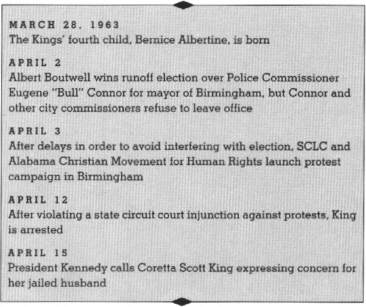 MARCH 28, 1963
The Kings' fourth child, Bernice Albertine, is born
APRIL 2
Albert Boutwell wins runoff election over Police Commissioner
Eugene "Bull" Connor for mayor of Birmingham, but Connor and
other city commissioners refuse to leave office
APRIL 3
After delays in order to avoid interfering with election, SCLC and
Alabama Christian Movement for Human Rights launch protest
campaign in Birmingham
APRIL 12
After violating a state circuit court injunction against protests, King
is arrested
APRIL 15
President Kennedy calls Coretta Scott King expressing concern for
her jailed husband